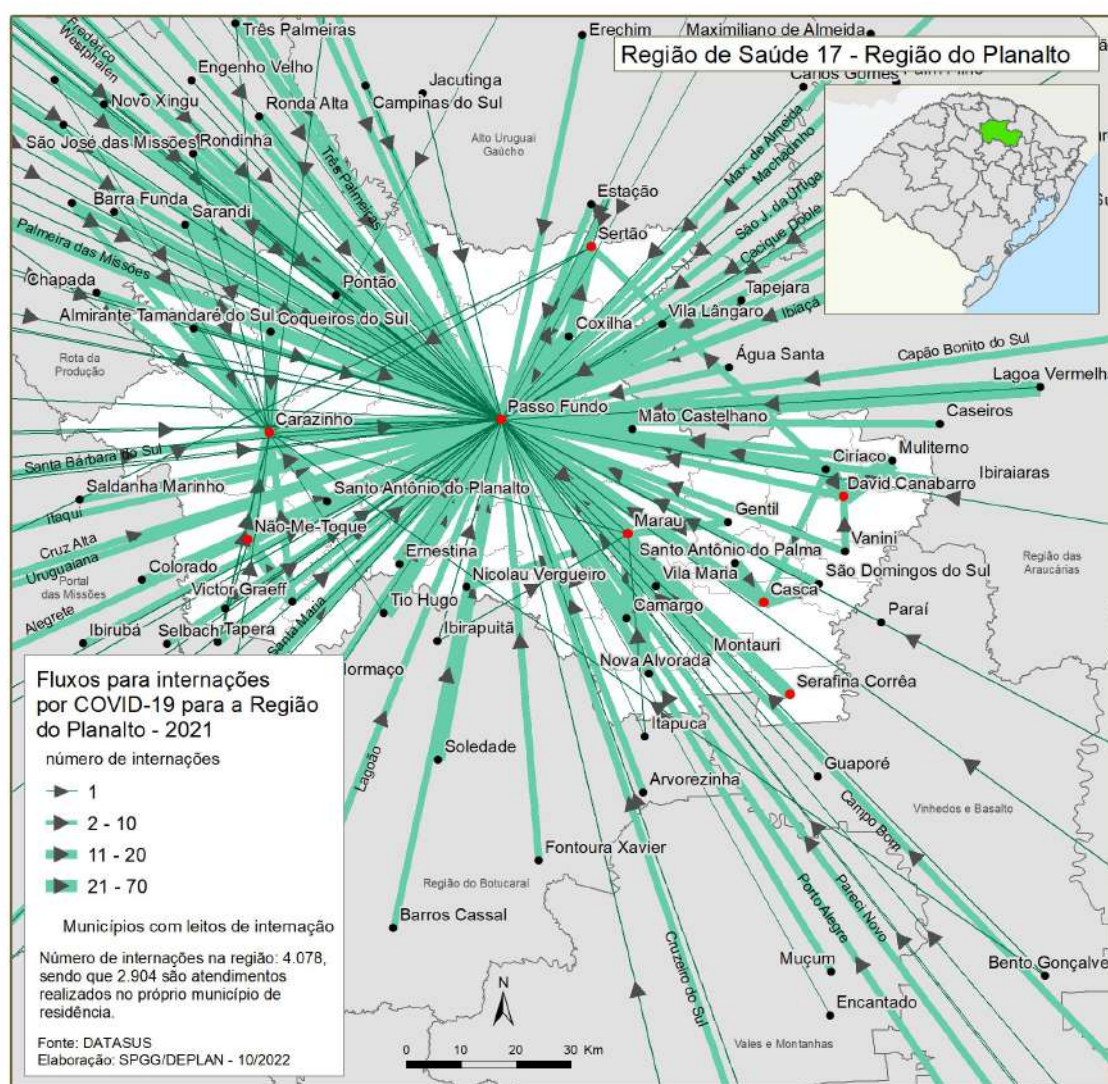 Três Palmeiras
Erechim
Maximiliano de Almeida
Frederico
Westphalen
Região de Saúde 17 - Região do Planalto
Engenho Velho
Jacutinga
Carlos Gomes
Novo Xingu
Ronda Alta
Campinas do Sul
São José das Missões
Rondinha
Alto Uruguai
Gaúcho
Max. de Almeida
Machadinho
Três Palmeiras
Barra Funda
Sarandi
Estação
São J. da Urtiga
Cacique Doble
Palmeira das Missões
Sertão
Chapada
Pontão
Tapejara
Ibiaçá
Almirante Tamandaré do Sul
Coqueiros do Sul
Coxilha
Vila Lângaro
Rota da
Produção
Água Santa
Capão Bonito do Sul
Lagoa Vermelha
Carazinho
Passo Fundo
Mato Castelhano
Caseiros
Santa Bárbara do Sul
Ciríaco
Muliterno
Ibiraiaras
Saldanha Marinho
Santo Antônio do Planalto
David Canabarro
Itaqui
Não-Me-Toque
Marau
Gentil
Vanini
Cruz Alta
Uruguaiana
Ernestina
Santo Antônio do Palma
Região das
Araucárias
Portal
das Missões
Colorado
Victor Graeff
Nicolau Vergueiro
Vila Maria
São Domingos do Sul
Casca
Alegrete
Tio Hugo
Camargo
Paraí
Ibirubá
Selbach
Tapera
Santa Maria
Ibirapuitã
Montauri
Nova Alvorada
Serafina Corrêa
Mormaço
Itapuca
Soledade
Lagoão
Arvorezinha
Guaporé
Campo Bom
Vinhedos e Basalto
Fontoura Xavier
Região do Botucaraí
Porto Alegre
Pareci Novo
Barros Cassal
Cruzeiro do Sul
Muçum
Bento Gonçalves
Encantado
Vales e Montanhas
Fluxos para internações
por COVID-19 para a Região
do Planalto - 2021
número de internações
1
2 - 10
11 - 20
21 - 70
Municípios com leitos de internação
Número de internações na região: 4.078,
sendo que 2.904 são atendimentos
realizados no próprio município de
residência.
Fonte: DATASUS
Elaboração: SPGG/DEPLAN - 10/2022
N
0 10 20 30 Km